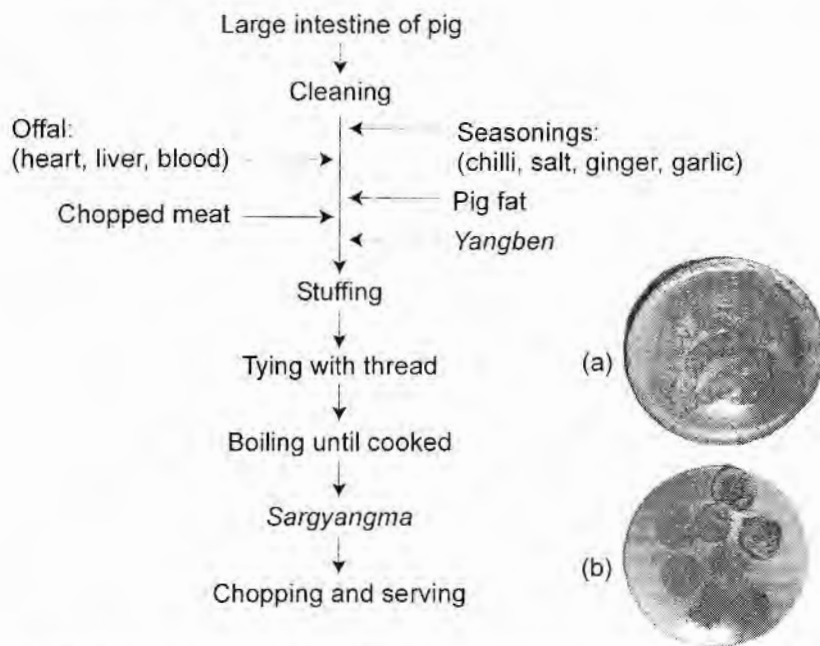 Large intestine of pig
Cleaning
Offal:
(heart, liver, blood)
Seasonings:
(chilli, salt, ginger, garlic)
Pig fat
Chopped meat
Yangben
Stuffing
Tying with thread
(a)
Boiling until cooked
Sargyangma
(b)
Chopping and serving